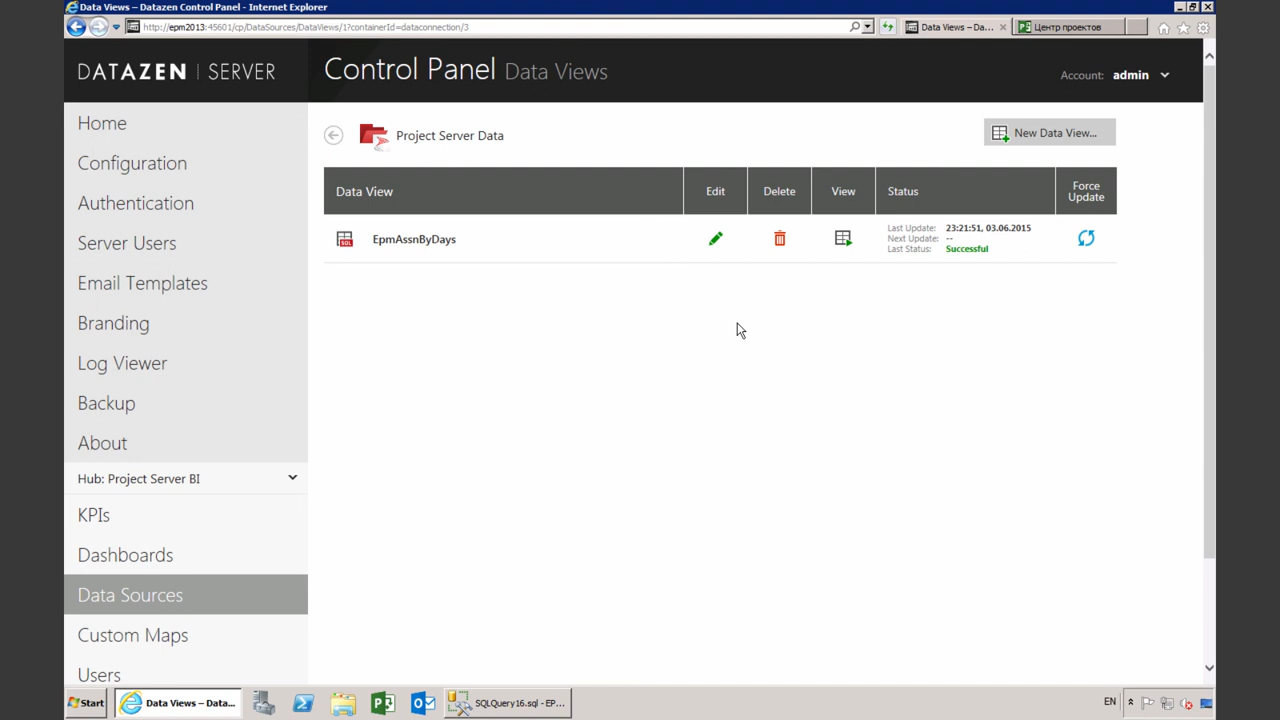 Data Views – Datazen Control Panel - Internet Explorer
http://epm2013:45601/cp/DataSources/DataViews/1?containerId=dataconnection/3
Data Views – Da...
Центр проектов
DATAZEN | SERVER
Control Panel Data Views
Account: admin
Home
Configuration
Authentication
Server Users
Email Templates
Branding
Log Viewer
Backup
About
Hub: Project Server BI
KPIs
Dashboards
Data Sources
Custom Maps
Users
Project Server Data
New Data View...
Data View
Edit
Delete
View
Status
Force
Update
SQL
EpmAssnByDays
Last Update: 23:21:51, 03.06.2015
Next Update: --
Last Status: Successful
Start
Data Views – Data...
SQLQuery16.sql - EP...
EN